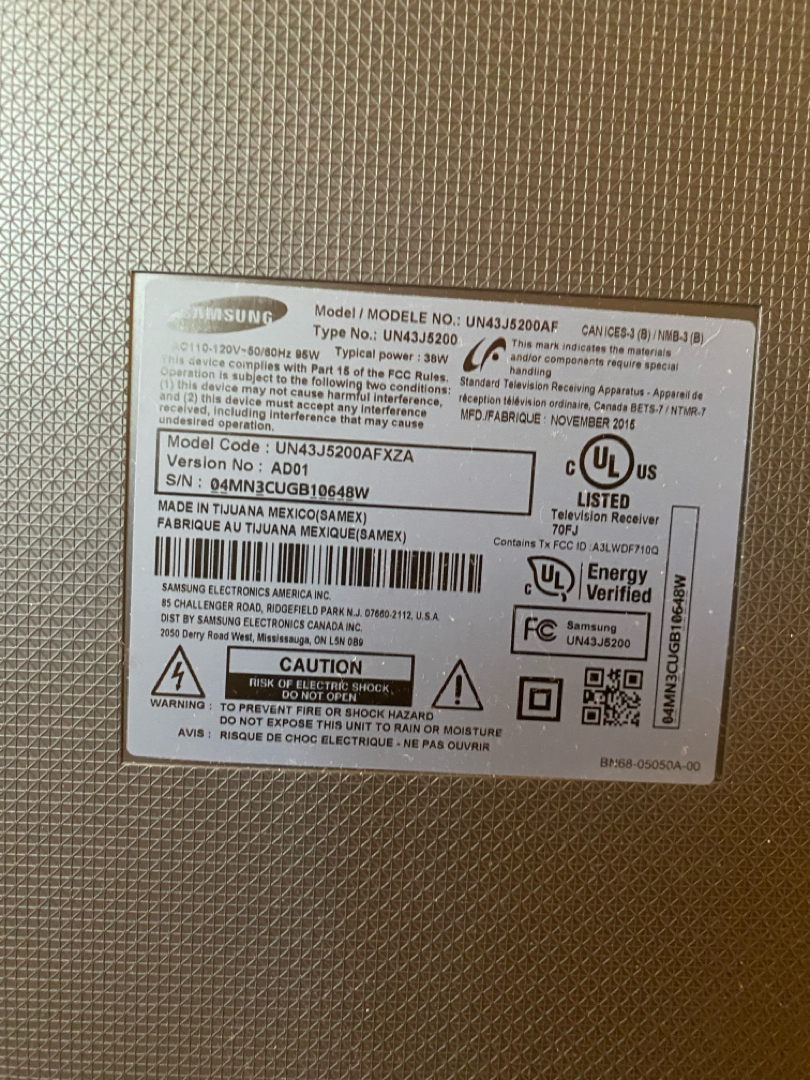 SAMSUNG
Model / MODELE NO.: UN43J5200AF
CAN ICES-3 (B) / NMB-3 (B)
Type No.: UN43J5200
AC110-120V~50/60Hz 95W Typical power : 38W
This device complies with Part 15 of the FCC Rules.
Operation is subject to the following two conditions:
(1) this device may not cause harmful interference,
and (2) this device must accept any interference
received, including interference that may cause
undesired operation.
This mark indicates the materials
and/or components require special
handling
Standard Television Receiving Apparatus - Appareil de
réception télévision ordinaire, Canada BETS-7 / NTMR-7
MFD./FABRIQUE : NOVEMBER 2015
Model Code : UN43J5200AFXZA
Version No : AD01
S/N : 04MN3CUGB10648W
MADE IN TIJUANA MEXICO(SAMEX)
FABRIQUE AU TIJUANA MEXIQUE(SAMEX)
C UL US
LISTED
Television Receiver
70FJ
Contains Tx FCC ID :A3LWDF710Q
SAMSUNG ELECTRONICS AMERICA INC.
85 CHALLENGER ROAD, RIDGEFIELD PARK N.J. 07660-2112, U.S.A
DIST BY SAMSUNG ELECTRONICS CANADA INC.
2050 Derry Road West, Mississauga, ON L5N 0B9
C UL Energy
Verified
FC Samsung
UN43J5200
04MN3CUGB10648W
CAUTION
RISK OF ELECTRIC SHOCK
DO NOT OPEN
WARNING : TO PREVENT FIRE OR SHOCK HAZARD
DO NOT EXPOSE THIS UNIT TO RAIN OR MOISTURE
AVIS : RISQUE DE CHOC ELECTRIQUE - NE PAS OUVRIR
BN68-05050A-00